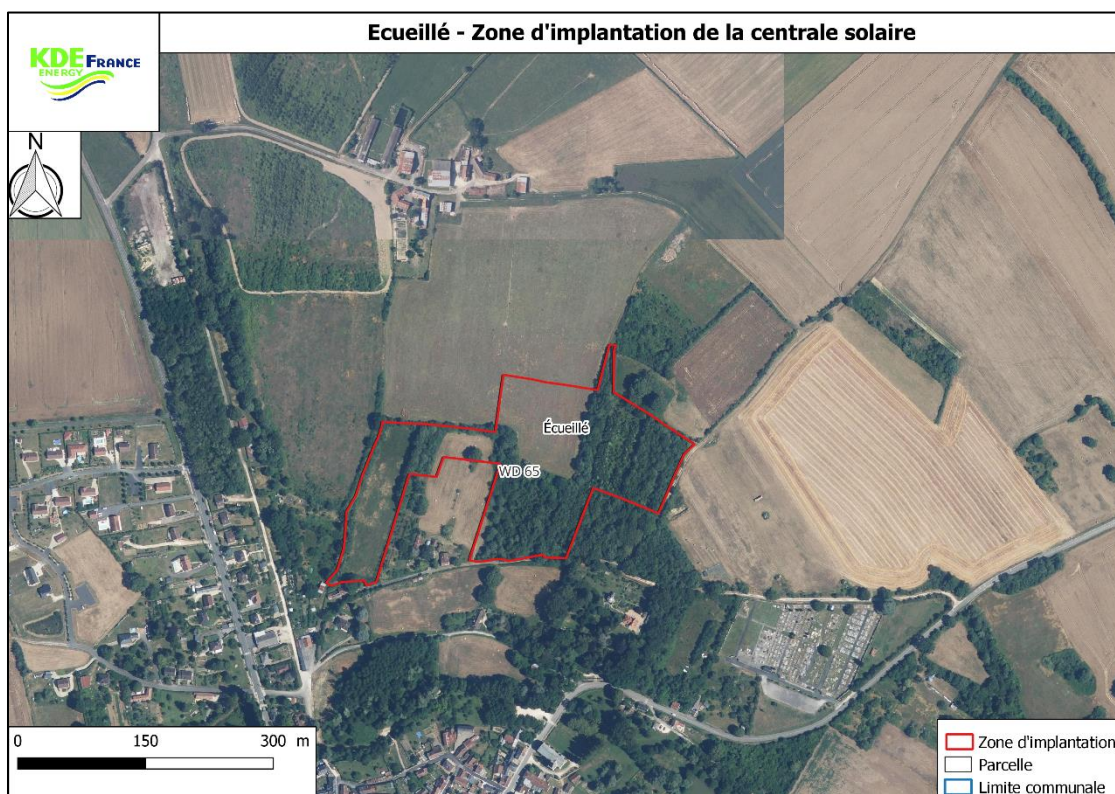 Ecueillé - Zone d'implantation de la centrale solaire
KDE FRANCE
ENERGY
N
Écueillé
WD 65
0 150 300 m
Zone d'implantation
Parcelle
Limite communale